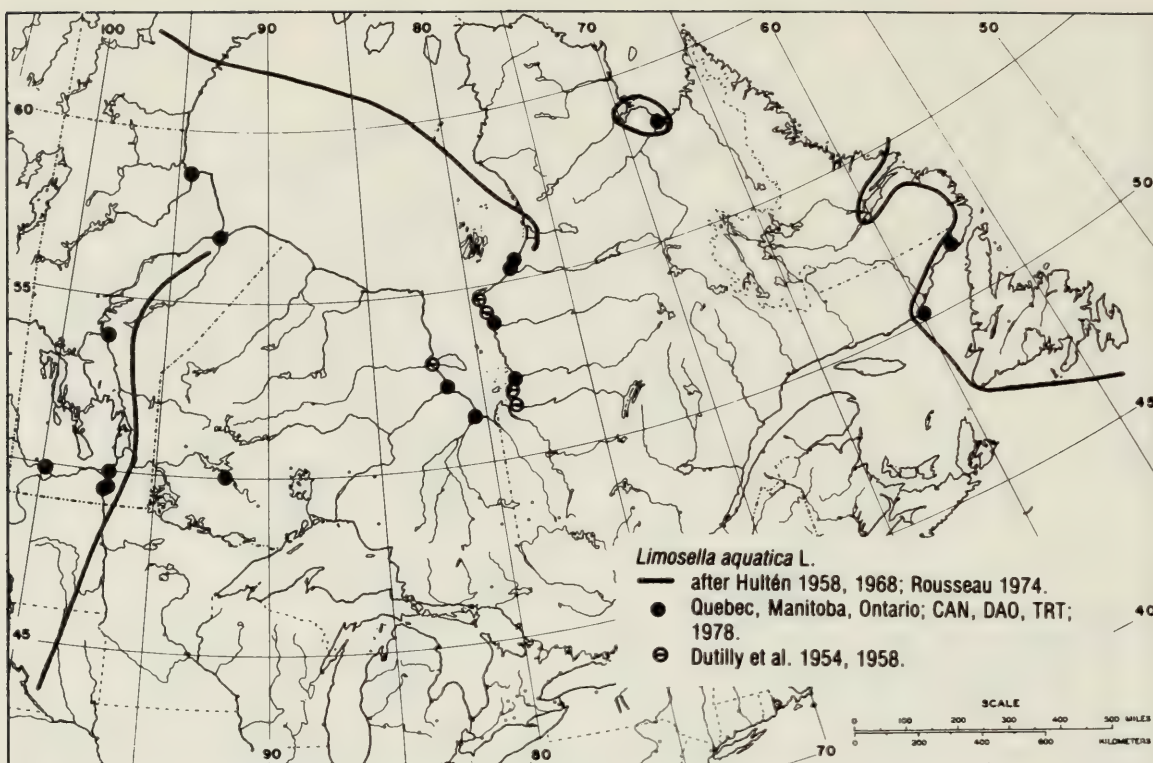 100
90
80
70
60
50
60
50
55
45
45
40
90
80
70
Limosella aquatica L.
after Hultén 1958, 1968; Rousseau 1974.
Quebec, Manitoba, Ontario; CAN, DAO, TRT;
1978.
Dutilly et al. 1954, 1958.
SCALE
0 100 200 300 400 500 MILES
0 200 400 600 KILOMETERS